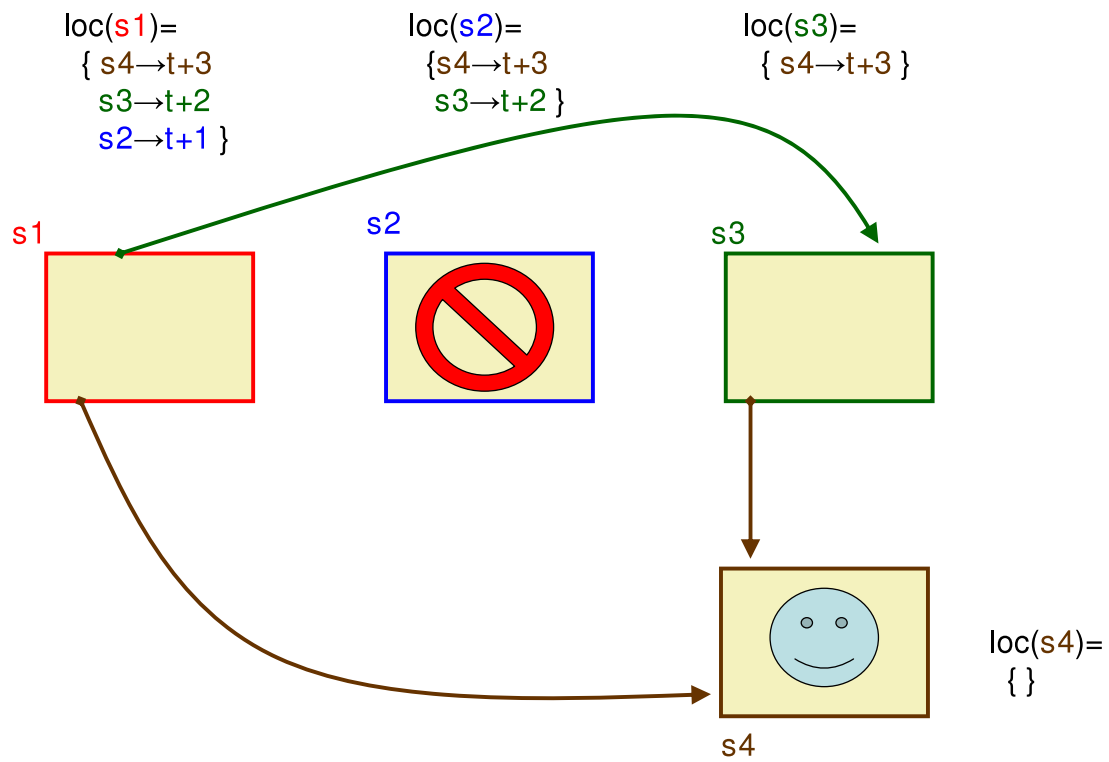 loc(s1)=
{ s4→t+3
s3→t+2
s2→t+1 }
loc(s2)=
{s4→t+3
s3→t+2 }
loc(s3)=
{ s4→t+3 }
s1
s2
s3
loc(s4)=
{ }
s4